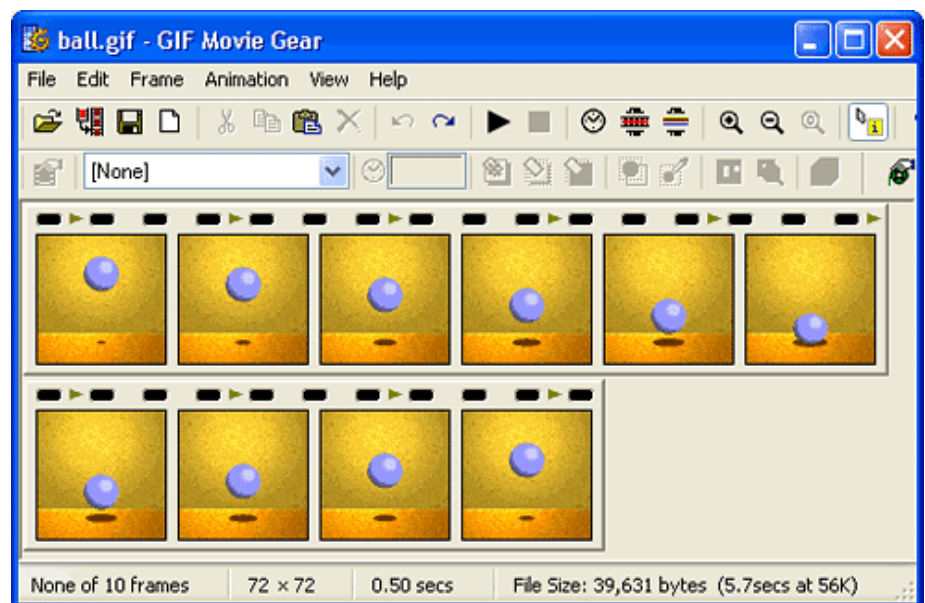 ball.gif - GIF Movie Gear
File Edit Frame Animation View Help
[None]
None of 10 frames 72 × 72 0.50 secs File Size: 39,631 bytes (5.7secs at 56K)